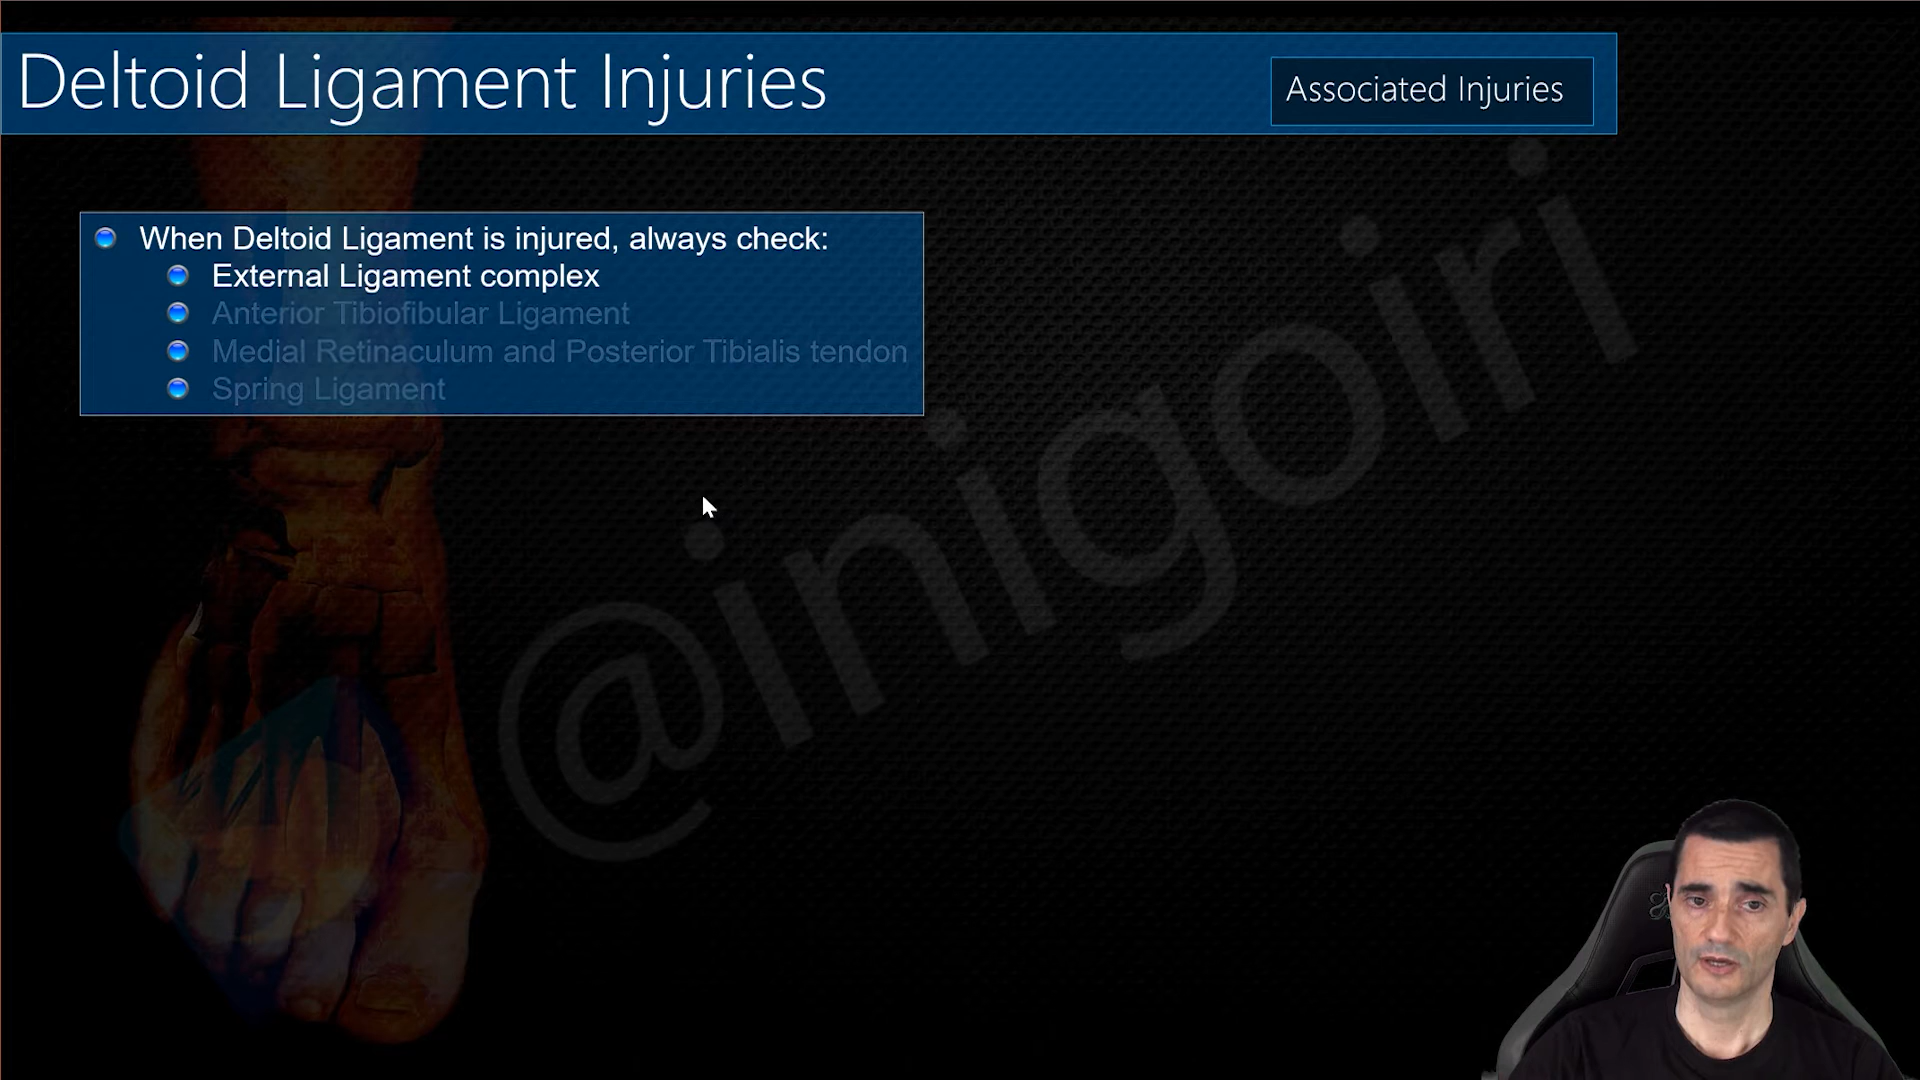 Deltoid Ligament Injuries
Associated Injuries
When Deltoid Ligament is injured, always check:
External Ligament complex
Anterior Tibiofibular Ligament
Medial Retinaculum and Posterior Tibialis tendon
Spring Ligament
@inigoiri